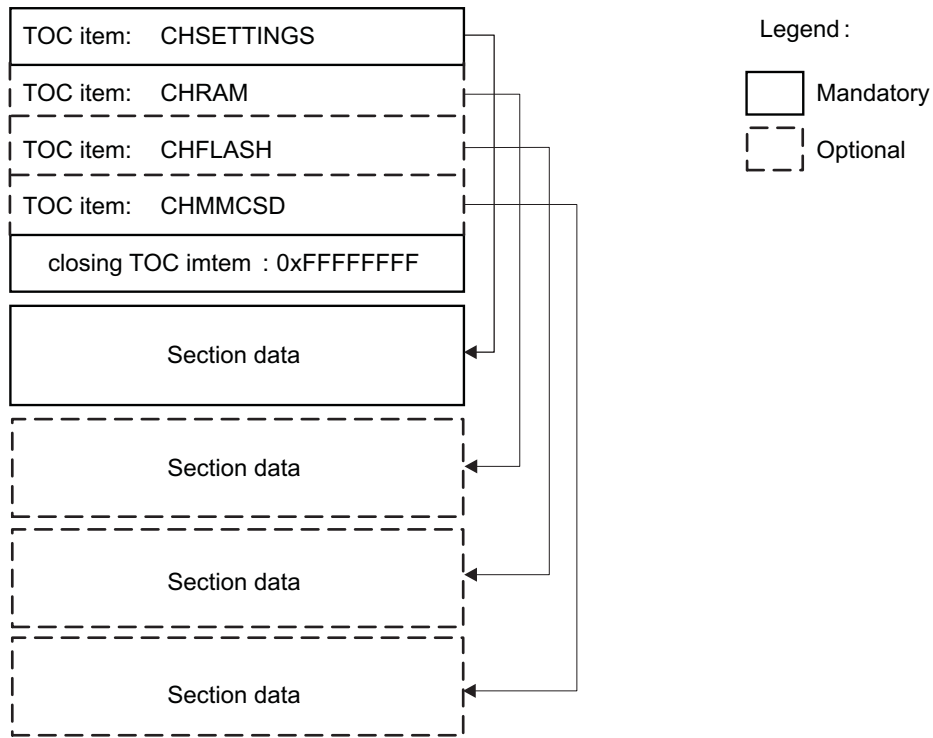 TOC item: CHSETTINGS
TOC item: CHRAM
TOC item: CHFLASH
TOC item: CHMMCSD
closing TOC imtem : 0xFFFFFFFF
Section data
Section data
Section data
Section data
Legend :
Mandatory
Optional